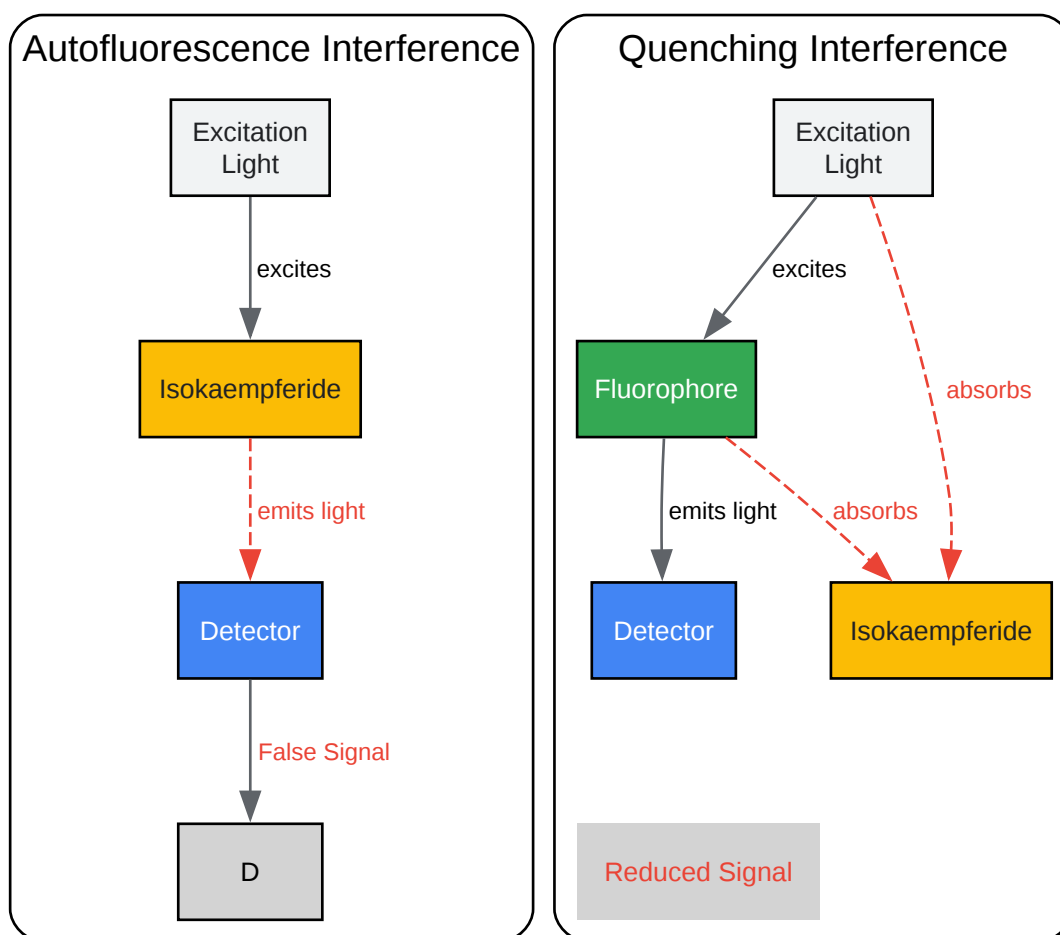 Autofluorescence Interference
Excitation
Light
excites
Isokaempferide
emits light
Detector
False Signal
D
Quenching Interference
Excitation
Light
excites
absorbs
Fluorophore
emits light
absorbs
Detector
Isokaempferide
Reduced Signal